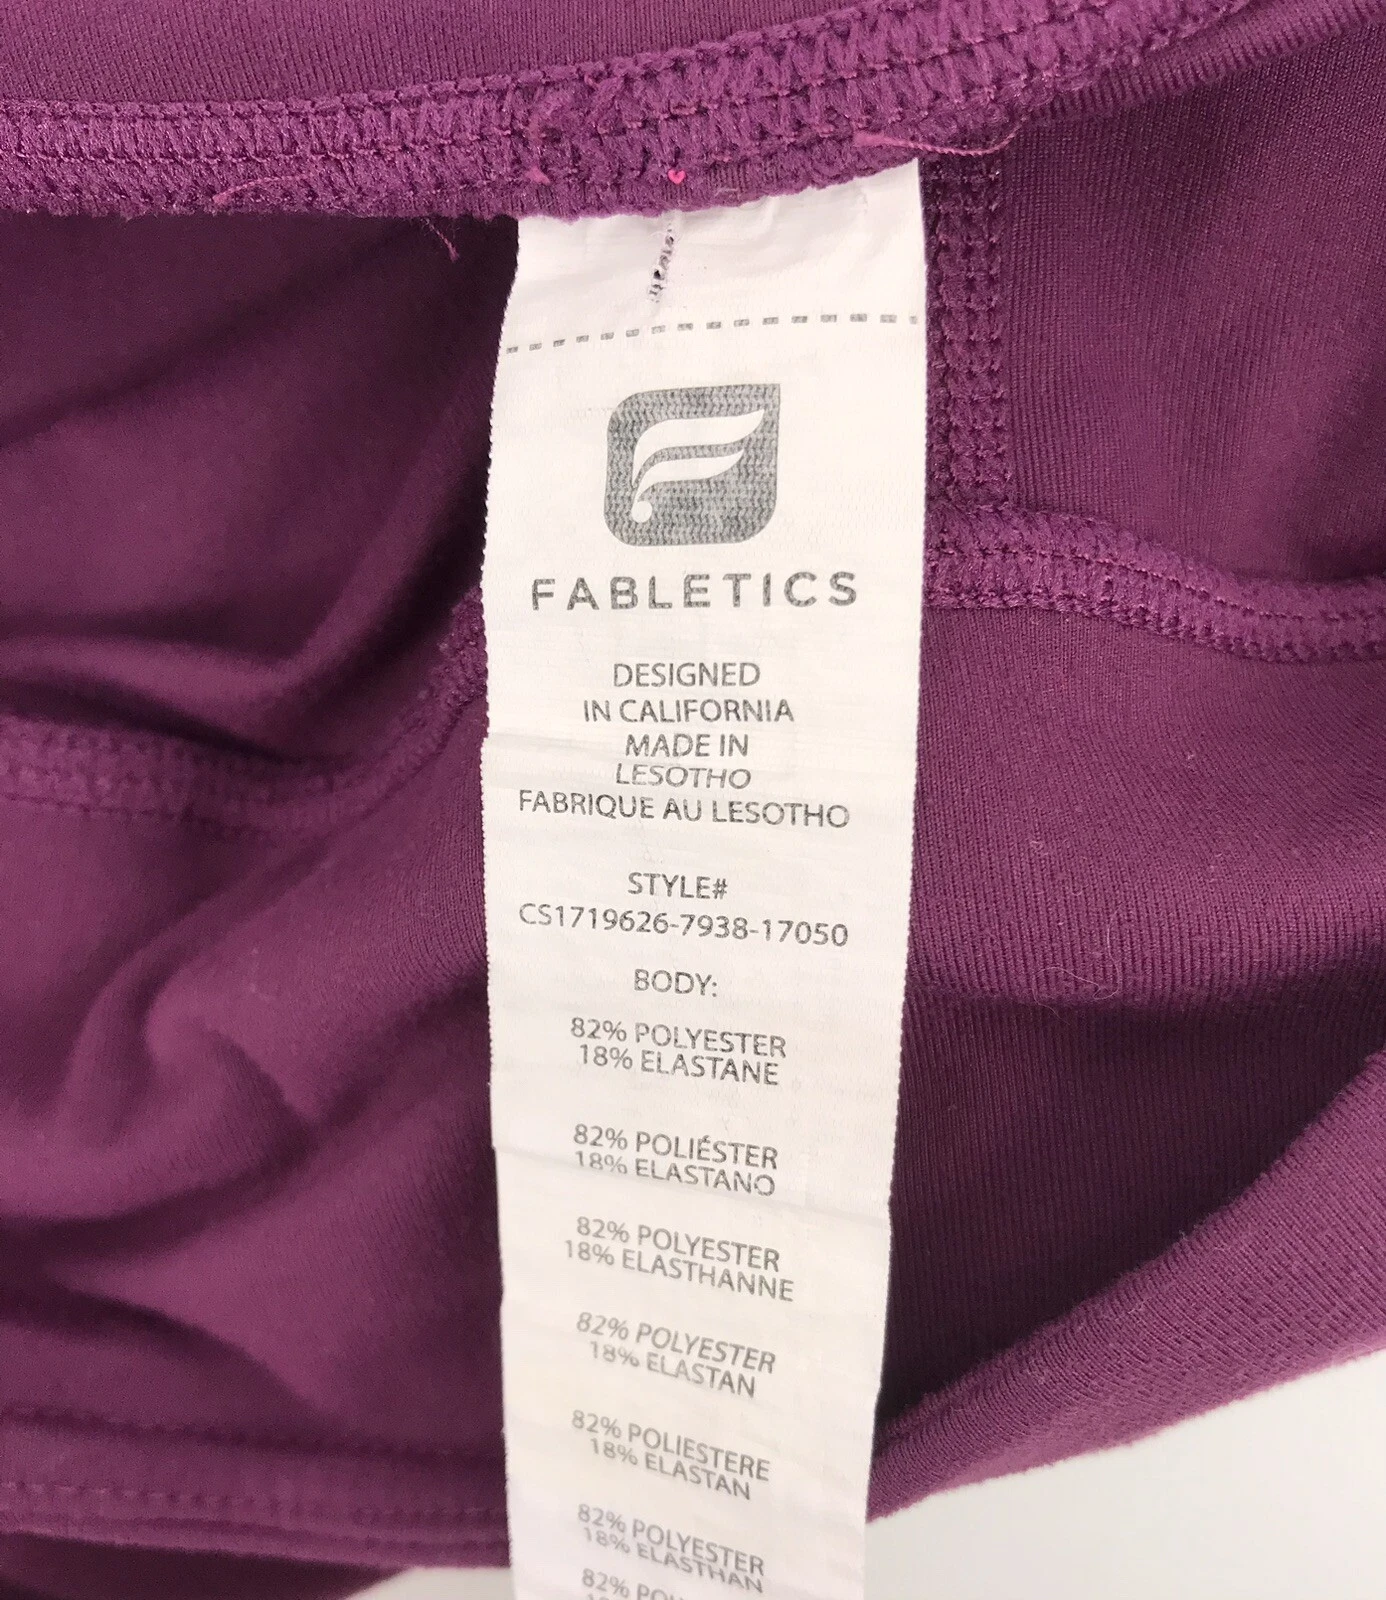 FABLETICS
DESIGNED
IN CALIFORNIA
MADE IN
LESOTHO
FABRIQUE AU LESOTHO
STYLE#
CS1719626-7938-17050
BODY:
82% POLYESTER
18% ELASTANE
82% POLIÉSTER
18% ELASTANO
82% POLYESTER
18% ELASTHANNE
82% POLYESTER
18% ELASTAN
82% POLIESTERE
18% ELASTAN
82% POLYESTER
18% ELASTHAN
82%